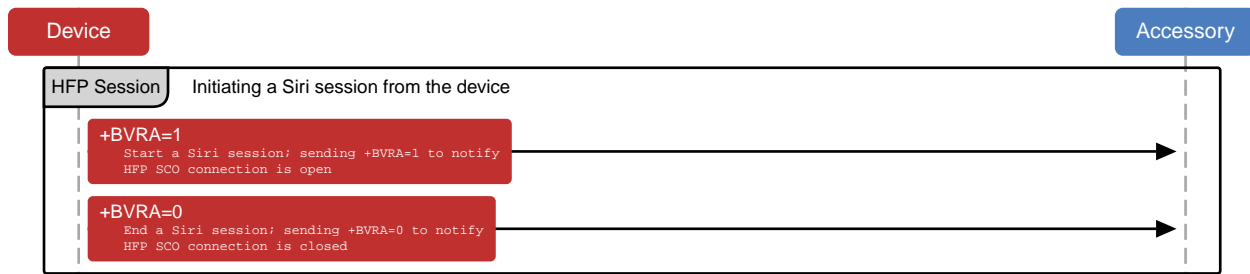 Device
Accessory
HFP Session
Initiating a Siri session from the device
+BVRA=1
Start a Siri session; sending +BVRA=1 to notify
HFP SCO connection is open
+BVRA=0
End a Siri session; sending +BVRA=0 to notify
HFP SCO connection is closed